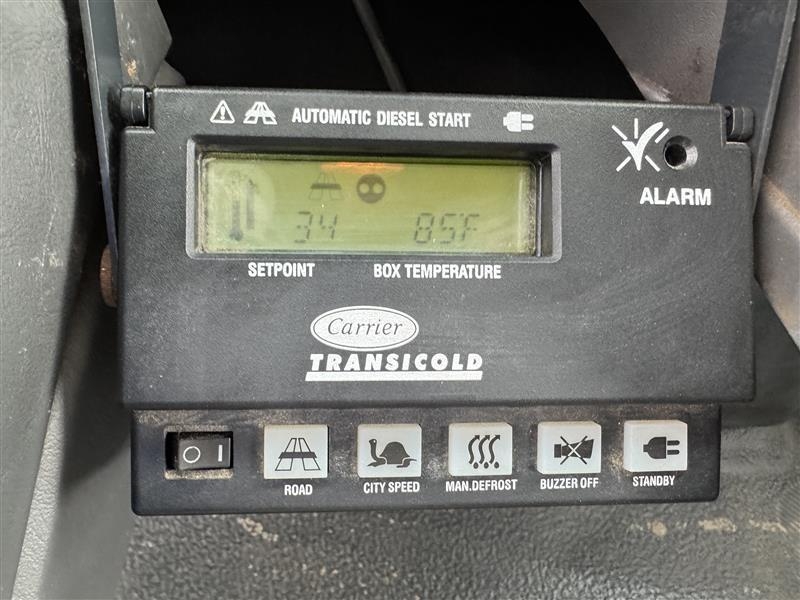 AUTOMATIC DIESEL START
ALARM
34 85F
SETPOINT BOX TEMPERATURE
Carrier
TRANSICOLD
O I
ROAD CITY SPEED MAN.DEFROST BUZZER OFF STANDBY